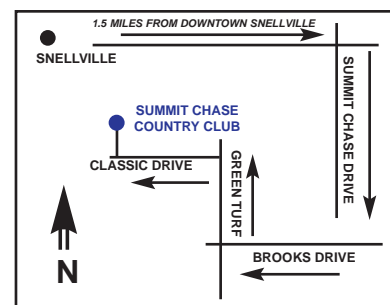 1.5 MILES FROM DOWNTOWN SNELLVILLE
SNELLVILLE
SUMMIT CHASE
COUNTRY CLUB
CLASSIC DRIVE
GREEN TURF
SUMMIT CHASE DRIVE
BROOKS DRIVE
N